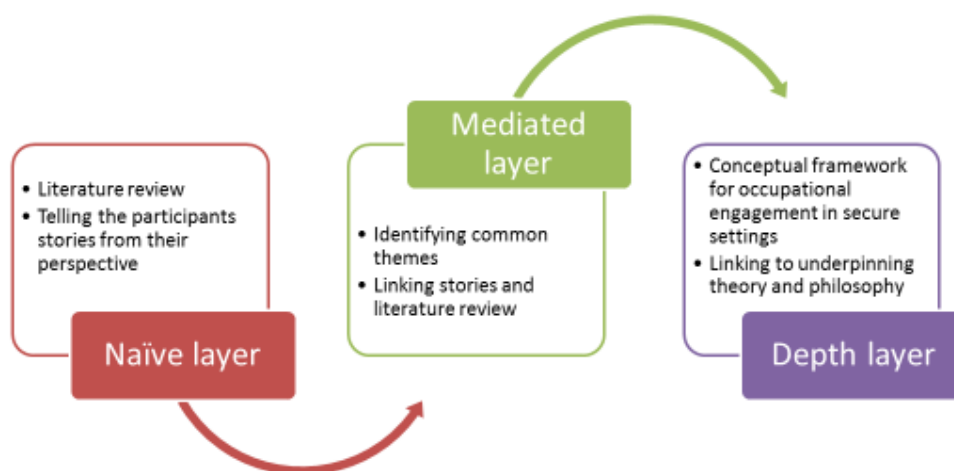 • Literature review
• Telling the participants
stories from their
perspective
Naïve layer
Mediated
layer
• Identifying common
themes
• Linking stories and
literature review
• Conceptual framework
for occupational
engagement in secure
settings
• Linking to underpinning
theory and philosophy
Depth layer